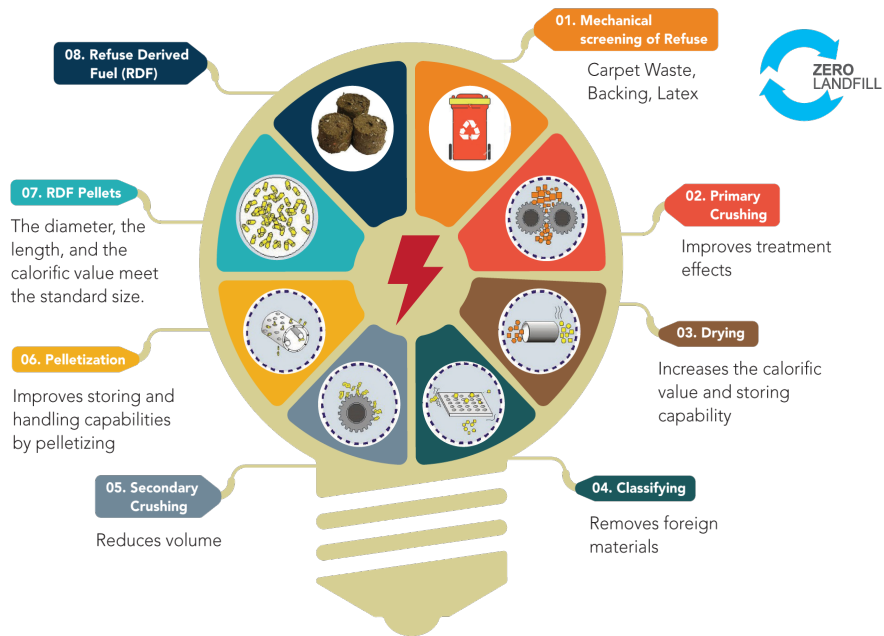 01. Mechanical
screening of Refuse
Carpet Waste,
Backing, Latex
ZERO
LANDFILL
02. Primary
Crushing
Improves treatment
effects
03. Drying
Increases the calorific
value and storing
capability
04. Classifying
Removes foreign
materials
05. Secondary
Crushing
Reduces volume
06. Pelletization
Improves storing and
handling capabilities
by pelletizing
07. RDF Pellets
The diameter, the
length, and the
calorific value meet
the standard size.
08. Refuse Derived
Fuel (RDF)